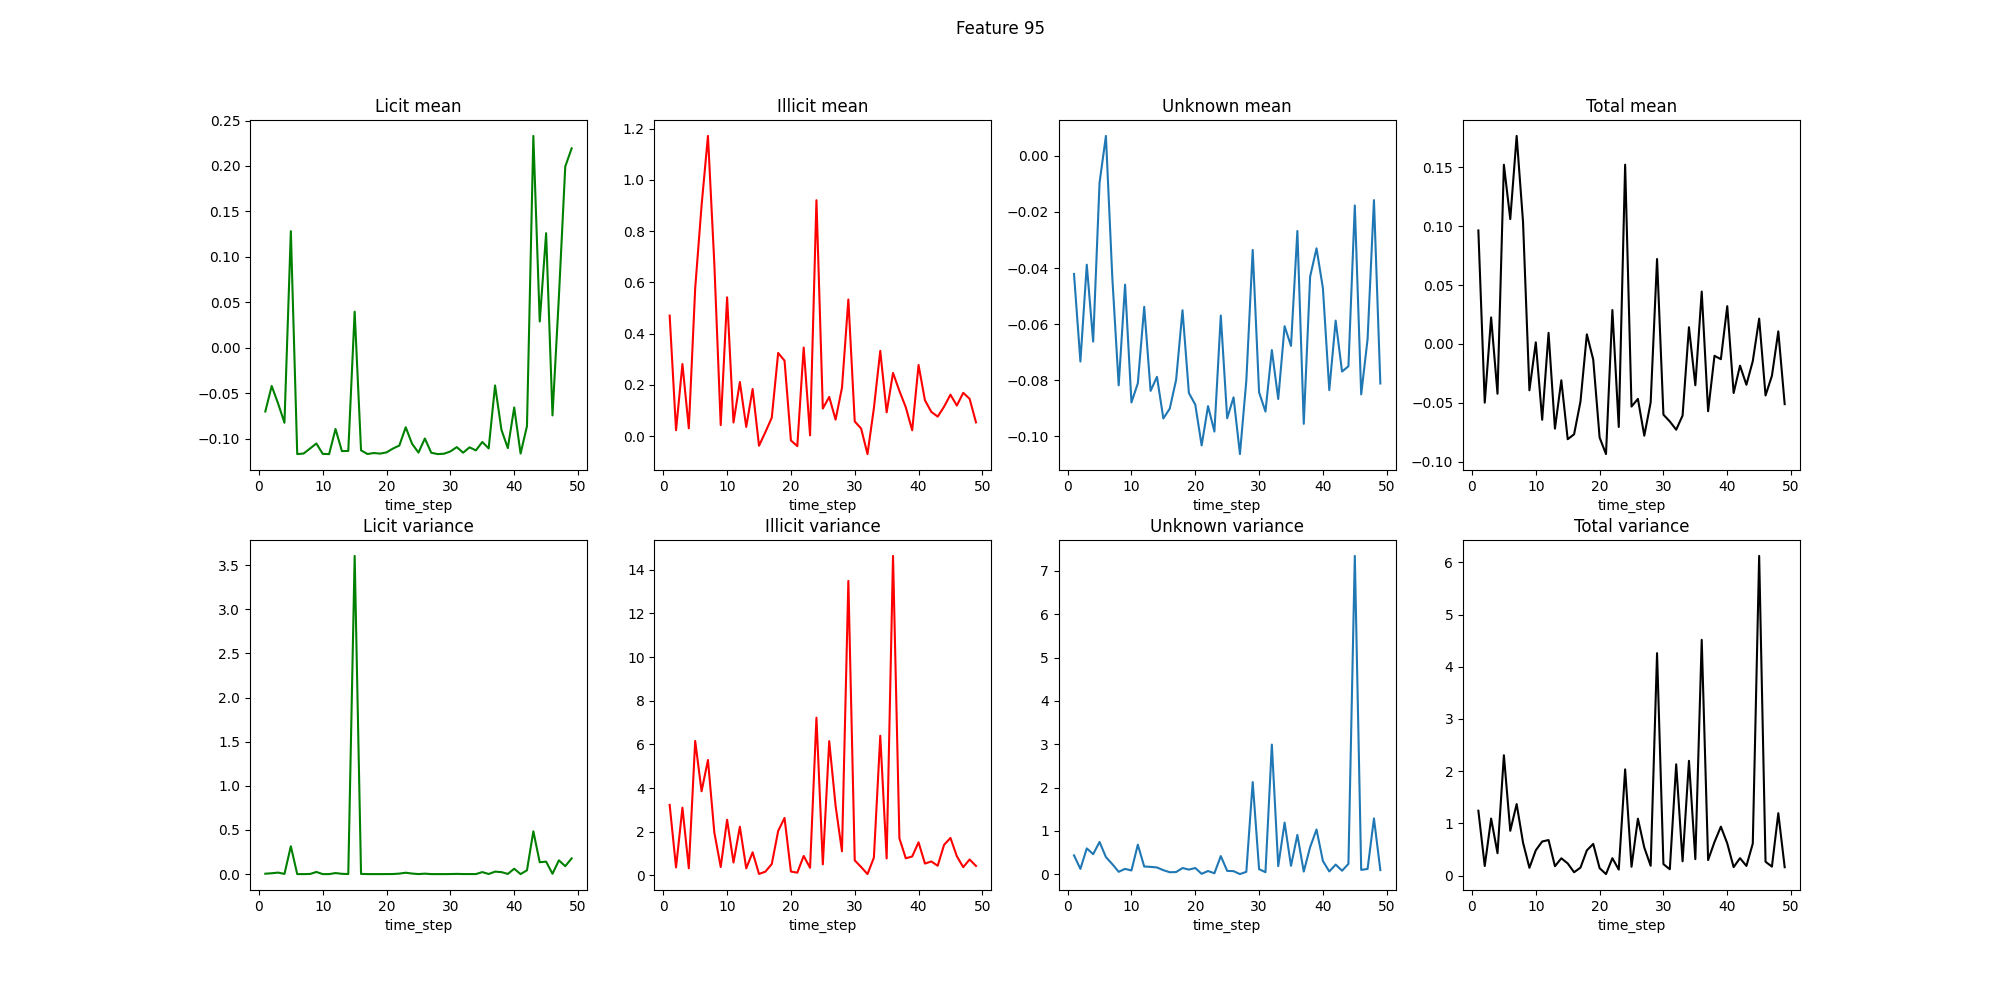 Feature 95
Licit mean
0.25
0.20
0.15
0.10
0.05
0.00
−0.05
−0.10
0 10 20 30 40 50
time_step
Illicit mean
1.2
1.0
0.8
0.6
0.4
0.2
0.0
0 10 20 30 40 50
time_step
Unknown mean
0.00
−0.02
−0.04
−0.06
−0.08
−0.10
0 10 20 30 40 50
time_step
Total mean
0.15
0.10
0.05
0.00
−0.05
−0.10
0 10 20 30 40 50
time_step
Licit variance
3.5
3.0
2.5
2.0
1.5
1.0
0.5
0.0
0 10 20 30 40 50
time_step
Illicit variance
14
12
10
8
6
4
2
0
0 10 20 30 40 50
time_step
Unknown variance
7
6
5
4
3
2
1
0
0 10 20 30 40 50
time_step
Total variance
6
5
4
3
2
1
0
0 10 20 30 40 50
time_step